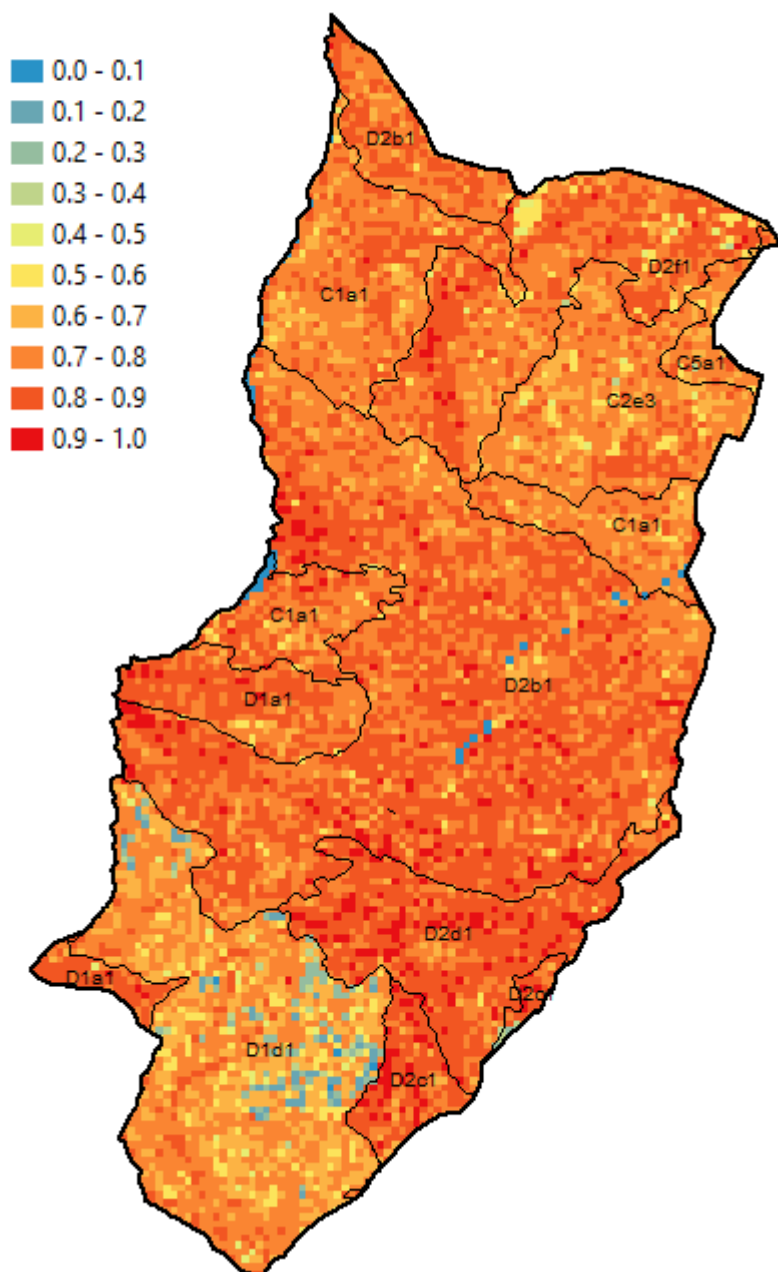 0.0 - 0.1
0.1 - 0.2
0.2 - 0.3
0.3 - 0.4
0.4 - 0.5
0.5 - 0.6
0.6 - 0.7
0.7 - 0.8
0.8 - 0.9
0.9 - 1.0
D2b1
D2f1
C1a1
C5a1
C2e3
C1a1
C1a1
D2b1
D1a1
D2d1
D1a1
D1d1
D2c1